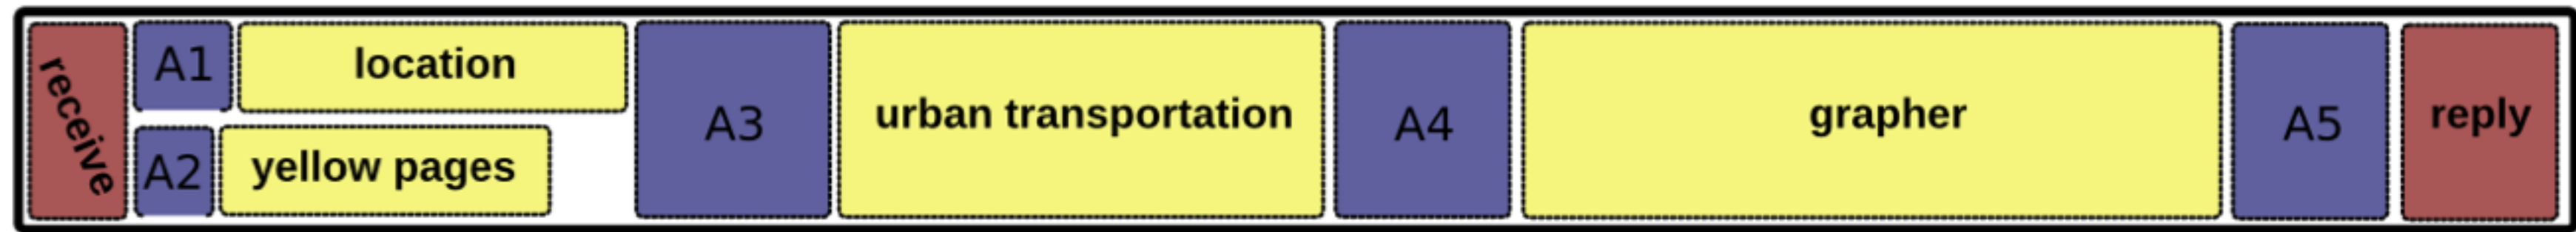 receive
A1
location
A2
yellow pages
A3
urban transportation
A4
grapher
A5
reply